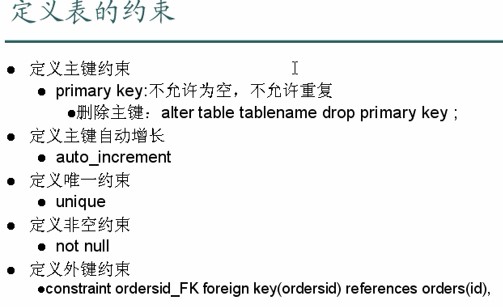 定义表的约束
● 定义主键约束
● primary key:不允许为空，不允许重复
●删除主键：alter table tablename drop primary key ;
● 定义主键自动增长
● auto_increment
● 定义唯一约束
● unique
● 定义非空约束
● not null
● 定义外键约束
●constraint ordersid_FK foreign key(ordersid) references orders(id),